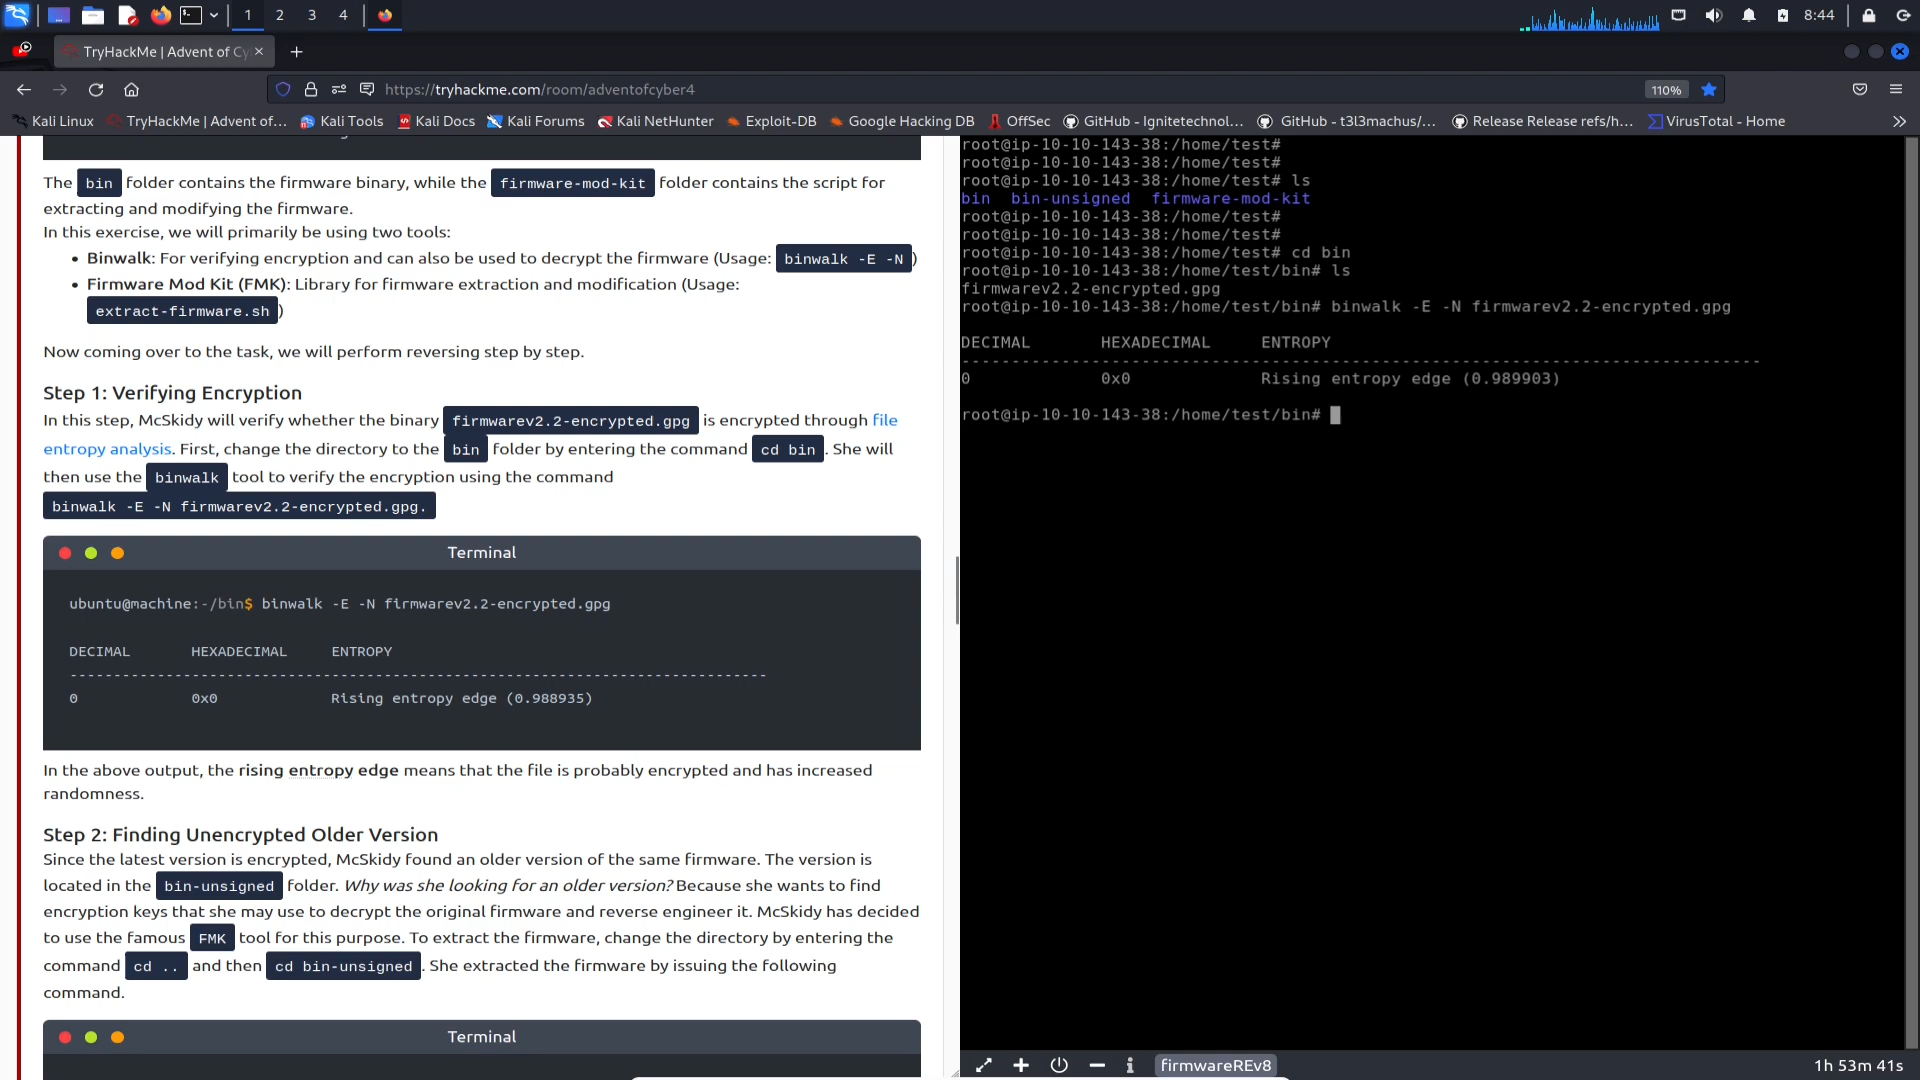 1 2 3 4 8:44
TryHackMe | Advent of Cy
https://tryhackme.com/room/adventofcyber4 110%
Kali Linux TryHackMe | Advent of... Kali Tools Kali Docs Kali Forums Kali NetHunter Exploit-DB Google Hacking DB OffSec GitHub - Ignitetechnol... GitHub - t3l3machus/... Release Release refs/h... VirusTotal - Home
The bin folder contains the firmware binary, while the firmware-mod-kit folder contains the script for
extracting and modifying the firmware.
In this exercise, we will primarily be using two tools:
• Binwalk: For verifying encryption and can also be used to decrypt the firmware (Usage: binwalk -E -N )
• Firmware Mod Kit (FMK): Library for firmware extraction and modification (Usage:
extract-firmware.sh )
Now coming over to the task, we will perform reversing step by step.
Step 1: Verifying Encryption
In this step, McSkidy will verify whether the binary firmwarev2.2-encrypted.gpg is encrypted through file
entropy analysis. First, change the directory to the bin folder by entering the command cd bin . She will
then use the binwalk tool to verify the encryption using the command
binwalk -E -N firmwarev2.2-encrypted.gpg.
Terminal
ubuntu@machine:~/bin$ binwalk -E -N firmwarev2.2-encrypted.gpg
DECIMAL HEXADECIMAL ENTROPY
--------------------------------------------------------------------------------
0 0x0 Rising entropy edge (0.988935)
In the above output, the rising entropy edge means that the file is probably encrypted and has increased
randomness.
Step 2: Finding Unencrypted Older Version
Since the latest version is encrypted, McSkidy found an older version of the same firmware. The version is
located in the bin-unsigned folder. Why was she looking for an older version? Because she wants to find
encryption keys that she may use to decrypt the original firmware and reverse engineer it. McSkidy has decided
to use the famous FMK tool for this purpose. To extract the firmware, change the directory by entering the
command cd .. and then cd bin-unsigned . She extracted the firmware by issuing the following
command.
Terminal
root@ip-10-10-143-38:/home/test#
root@ip-10-10-143-38:/home/test#
root@ip-10-10-143-38:/home/test# ls
bin bin-unsigned firmware-mod-kit
root@ip-10-10-143-38:/home/test#
root@ip-10-10-143-38:/home/test#
root@ip-10-10-143-38:/home/test# cd bin
root@ip-10-10-143-38:/home/test/bin# ls
firmwarev2.2-encrypted.gpg
root@ip-10-10-143-38:/home/test/bin# binwalk -E -N firmwarev2.2-encrypted.gpg
DECIMAL HEXADECIMAL ENTROPY
--------------------------------------------------------------------------------
0 0x0 Rising entropy edge (0.989903)
root@ip-10-10-143-38:/home/test/bin#
firmwareREv8 1h 53m 41s